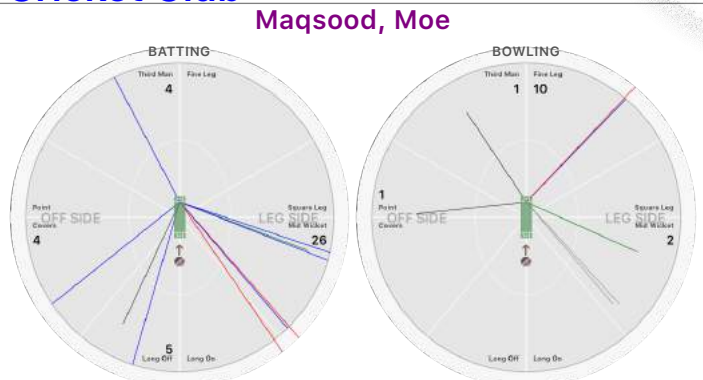 Cricket Club
Maqsood, Moe
BATTING
Third Man Fine Leg
4
Point Square Leg
OFF SIDE LEG SIDE
Covers Mid Wicket
4 26
5
Long Off Long On
BOWLING
Third Man Fine Leg
1 10
1
Point Square Leg
OFF SIDE LEG SIDE
Covers Mid Wicket
2
Long Off Long On